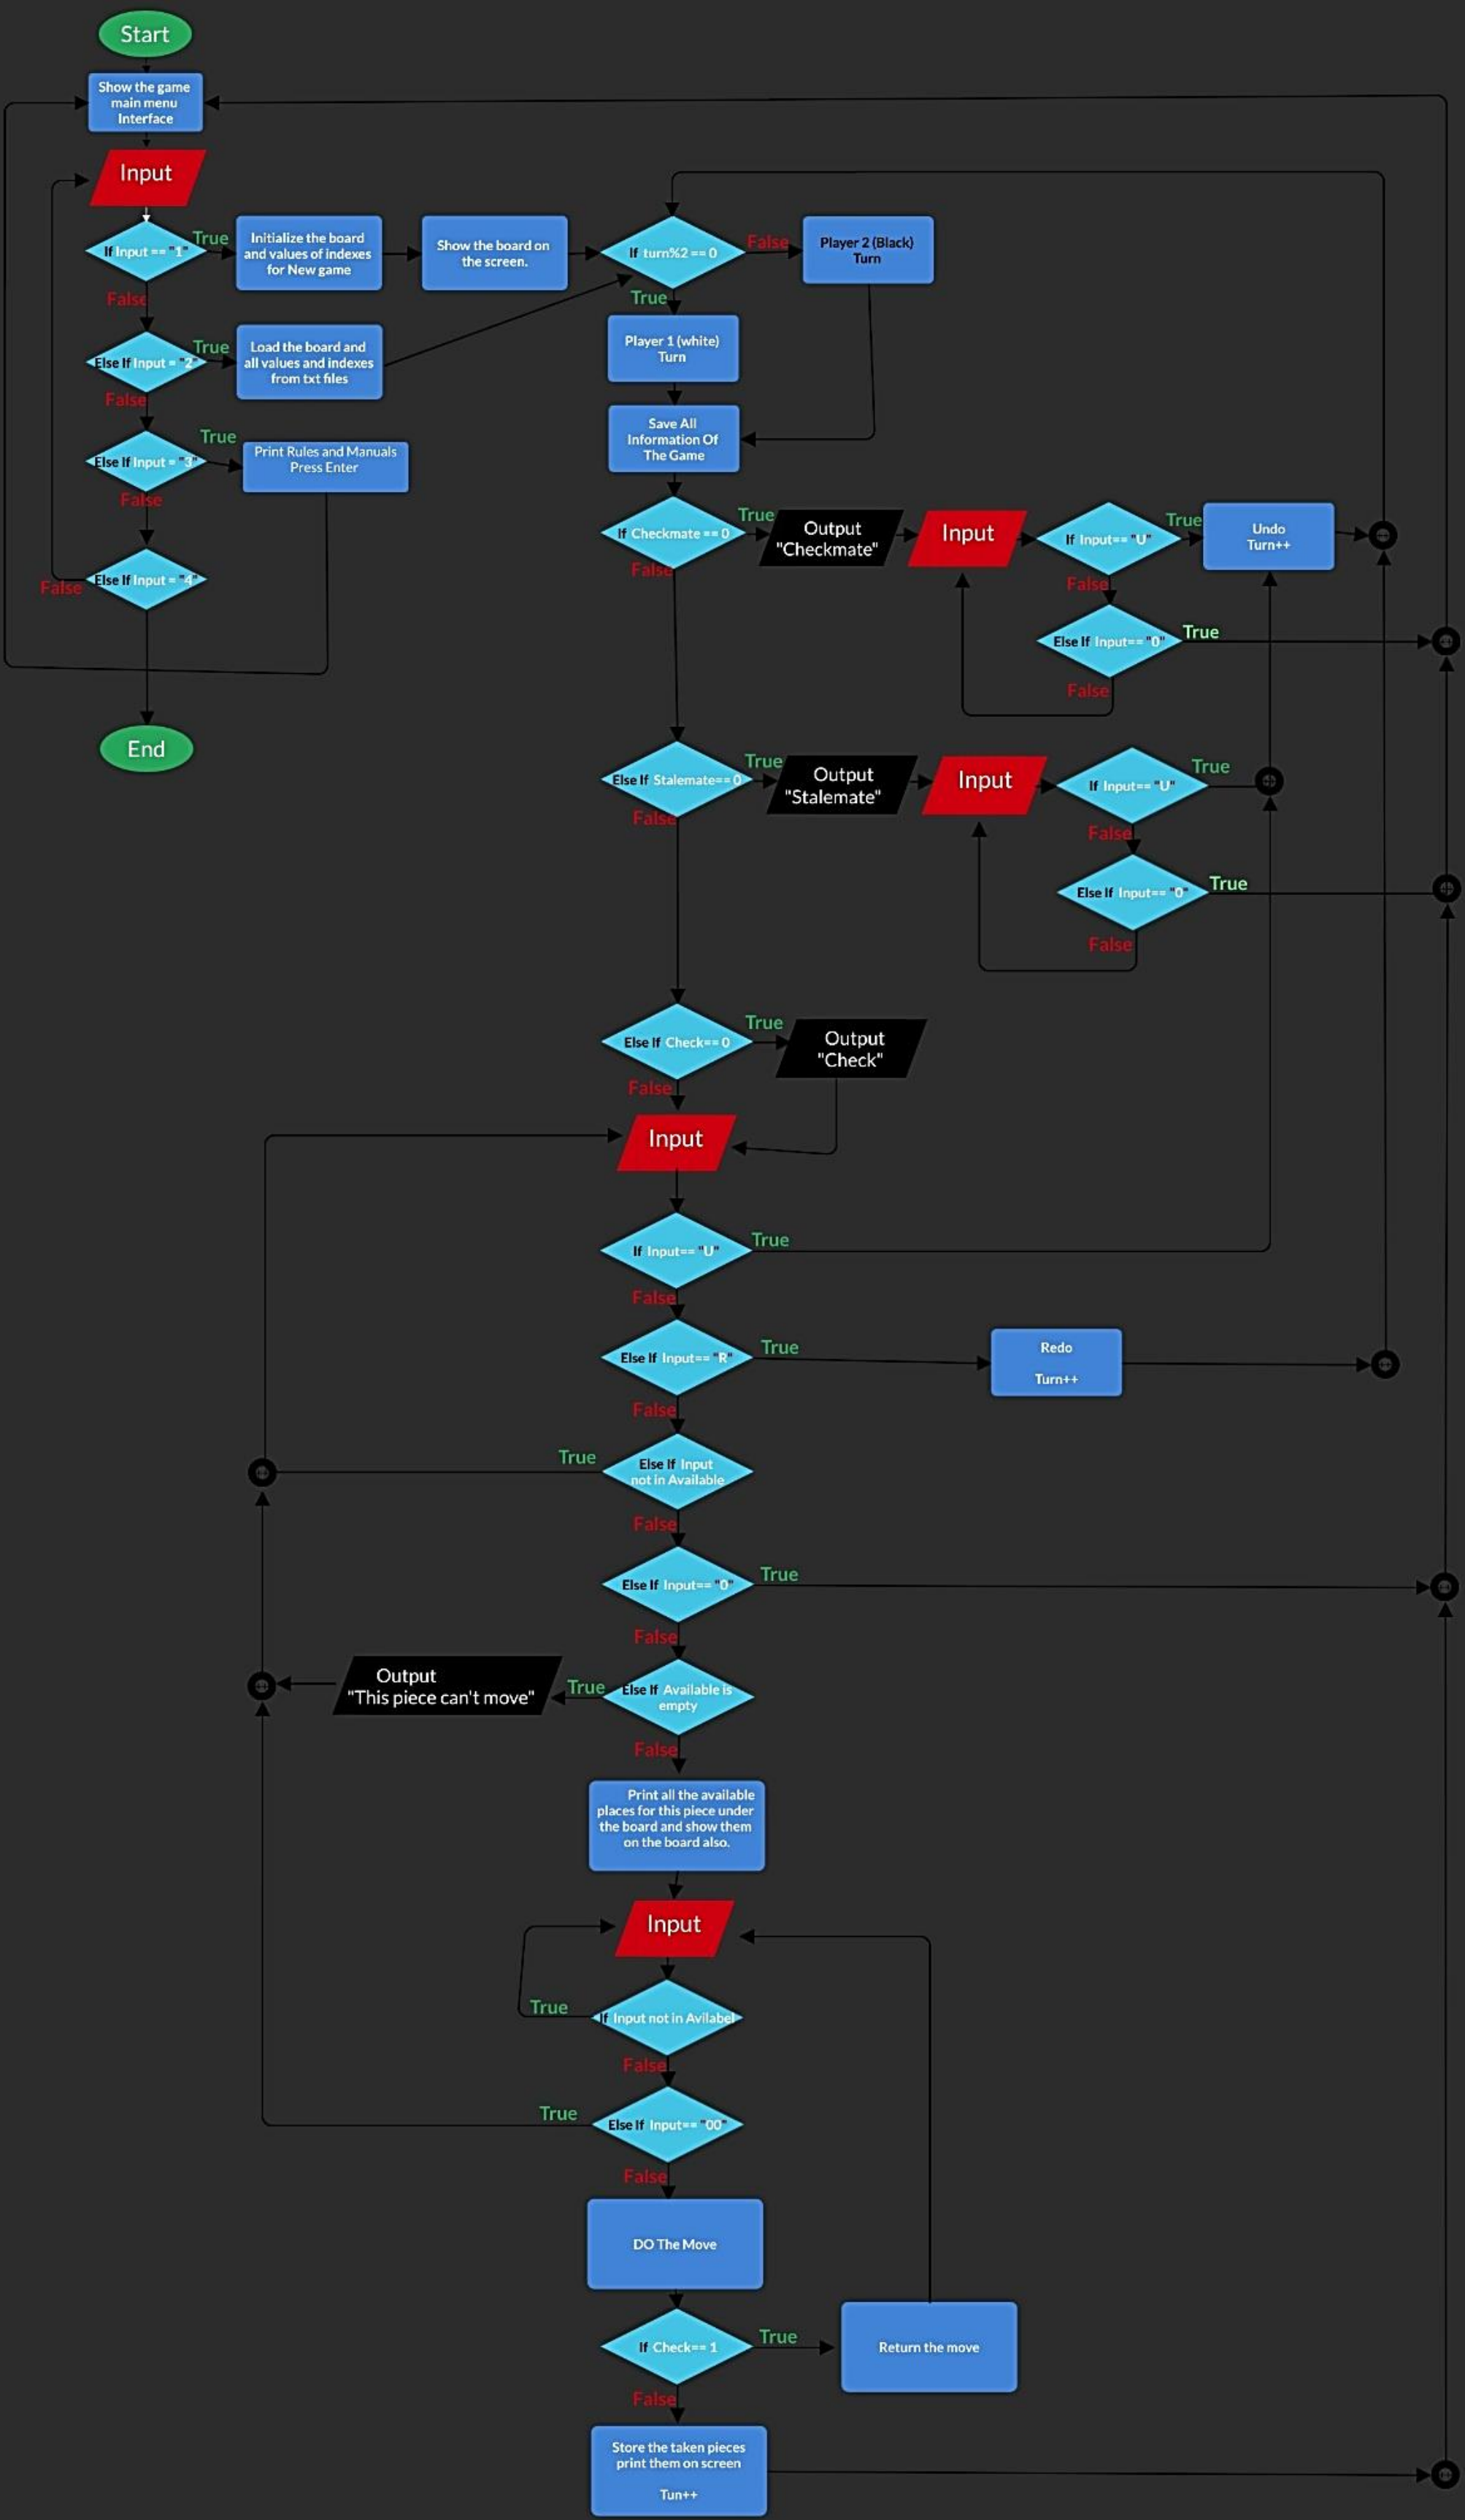 Start
Show the game
main menu
Interface
Input
If Input == "1"
True
Initialize the board
and values of indexes
for New game
Show the board on
the screen.
If turn%2 == 0
False
Player 2 (Black)
Turn
False
True
Else If Input = "2"
True
Load the board and
all values and indexes
from txt files
Player 1 (white)
Turn
False
Save All
Information Of
The Game
Else If Input = "3"
True
Print Rules and Manuals
Press Enter
False
If Checkmate == 0
True
Output
"Checkmate"
Input
If Input== "U"
True
Undo
Turn++
False
False
Else If Input = "4"
False
Else If Input== "0"
True
False
End
Else If Stalemate== 0
True
Output
"Stalemate"
Input
If Input== "U"
True
False
False
Else If Input== "0"
True
False
Else If Check== 0
True
Output
"Check"
False
Input
If Input== "U"
True
False
Else If Input== "R"
True
Redo
Turn++
False
True
Else If Input
not in Available
False
Else If Input== "0"
True
False
Output
"This piece can't move"
True
Else If Available is
empty
False
Print all the available
places for this piece under
the board and show them
on the board also.
Input
True
If Input not in Avilabel
False
True
Else If Input== "00"
False
DO The Move
If Check== 1
True
Return the move
False
Store the taken pieces
print them on screen
Tun++